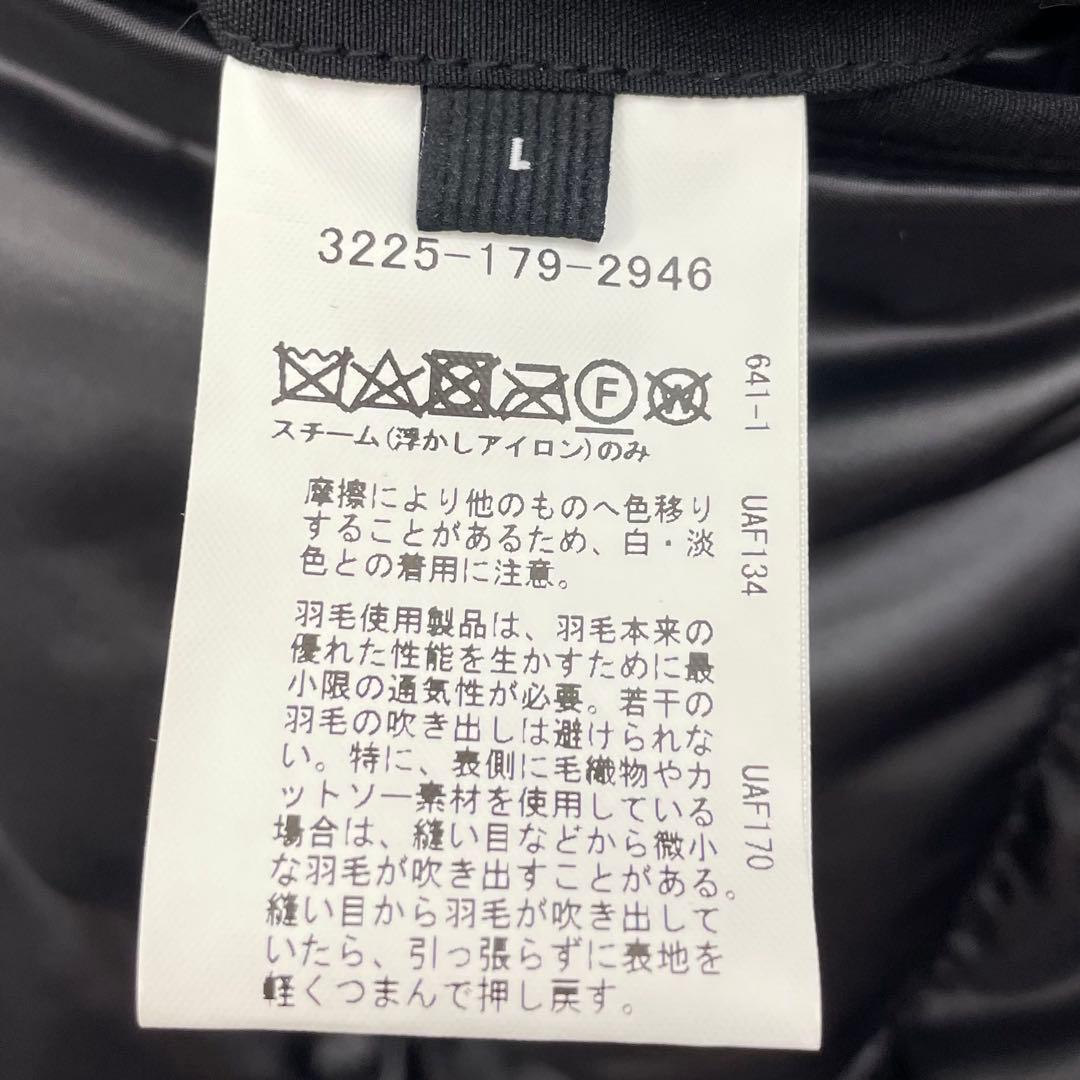 L
3225-179-2946
F W
スチーム(浮かしアイロン)のみ
摩擦により他のものへ色移り
することがあるため、白・淡
色との着用に注意。
羽毛使用製品は、羽毛本来の
優れた性能を生かすために最
小限の通気性が必要。若干の
羽毛の吹き出しは避けられな
い。特に、表側に毛織物やカ
ットソー素材を使用している
場合は、縫い目などから微小
な羽毛が吹き出すことがある。
縫い目から羽毛が吹き出して
いたら、引っ張らずに表地を
軽くつまんで押し戻す。
641-1
UAF134
UAF170